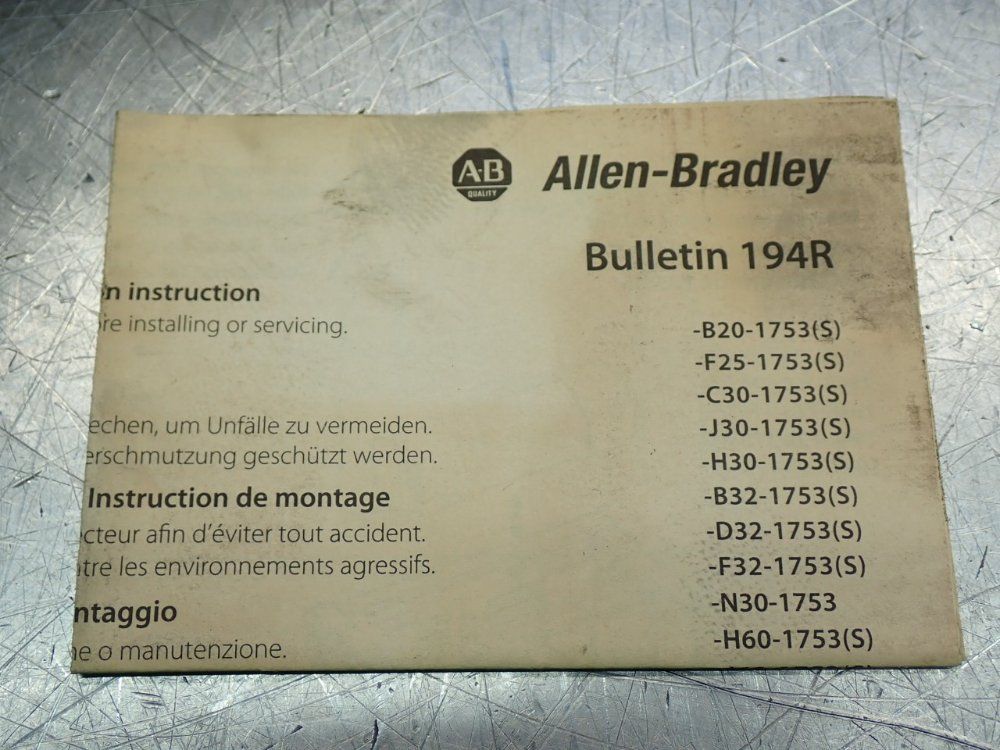 A-B
QUALITY
Allen-Bradley
Bulletin 194R
instruction
installing or servicing.
-B20-1753(S)
-F25-1753(S)
-C30-1753(S)
-J30-1753(S)
-H30-1753(S)
-B32-1753(S)
-D32-1753(S)
-F32-1753(S)
-N30-1753
-H60-1753(S)
echen, um Unfälle zu vermeiden.
erschmutzung geschützt werden.
Instruction de montage
cteur afin d'éviter tout accident.
tre les environnements agressifs.
ntaggio
ne o manutenzione.